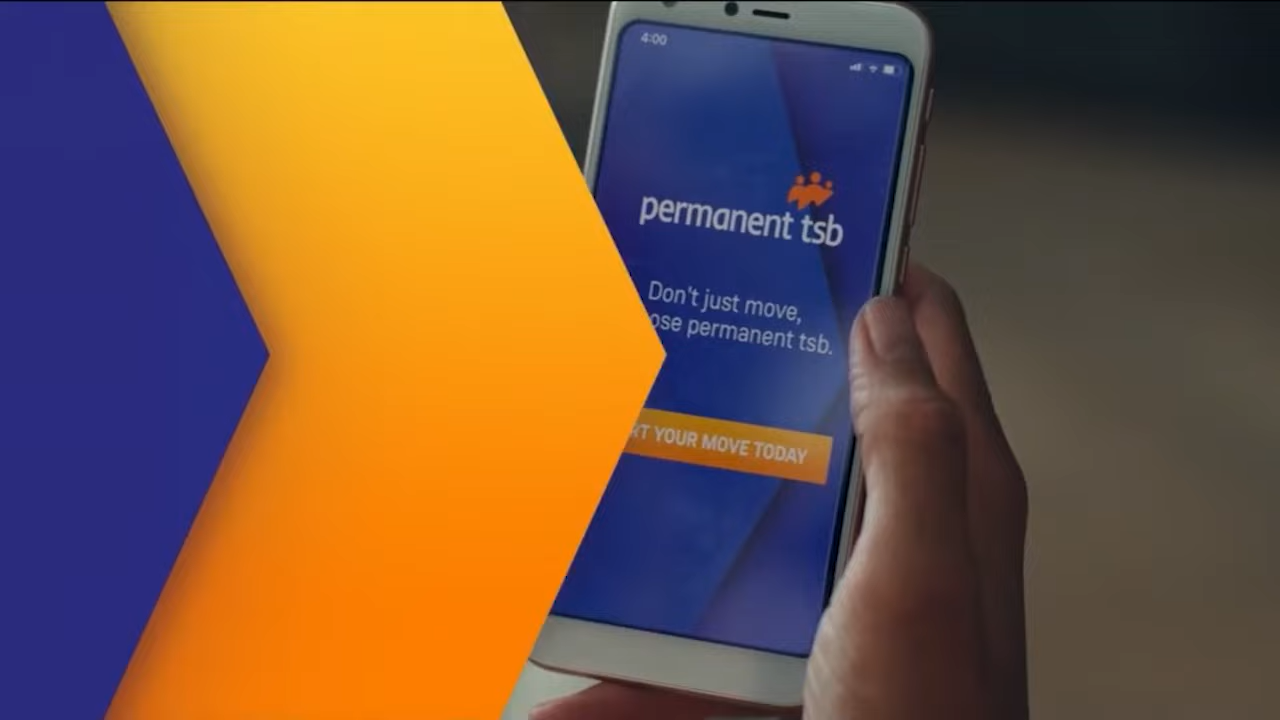 4:00
permanent tsb
Don't just move,
ose permanent tsb.
RT YOUR MOVE TODAY